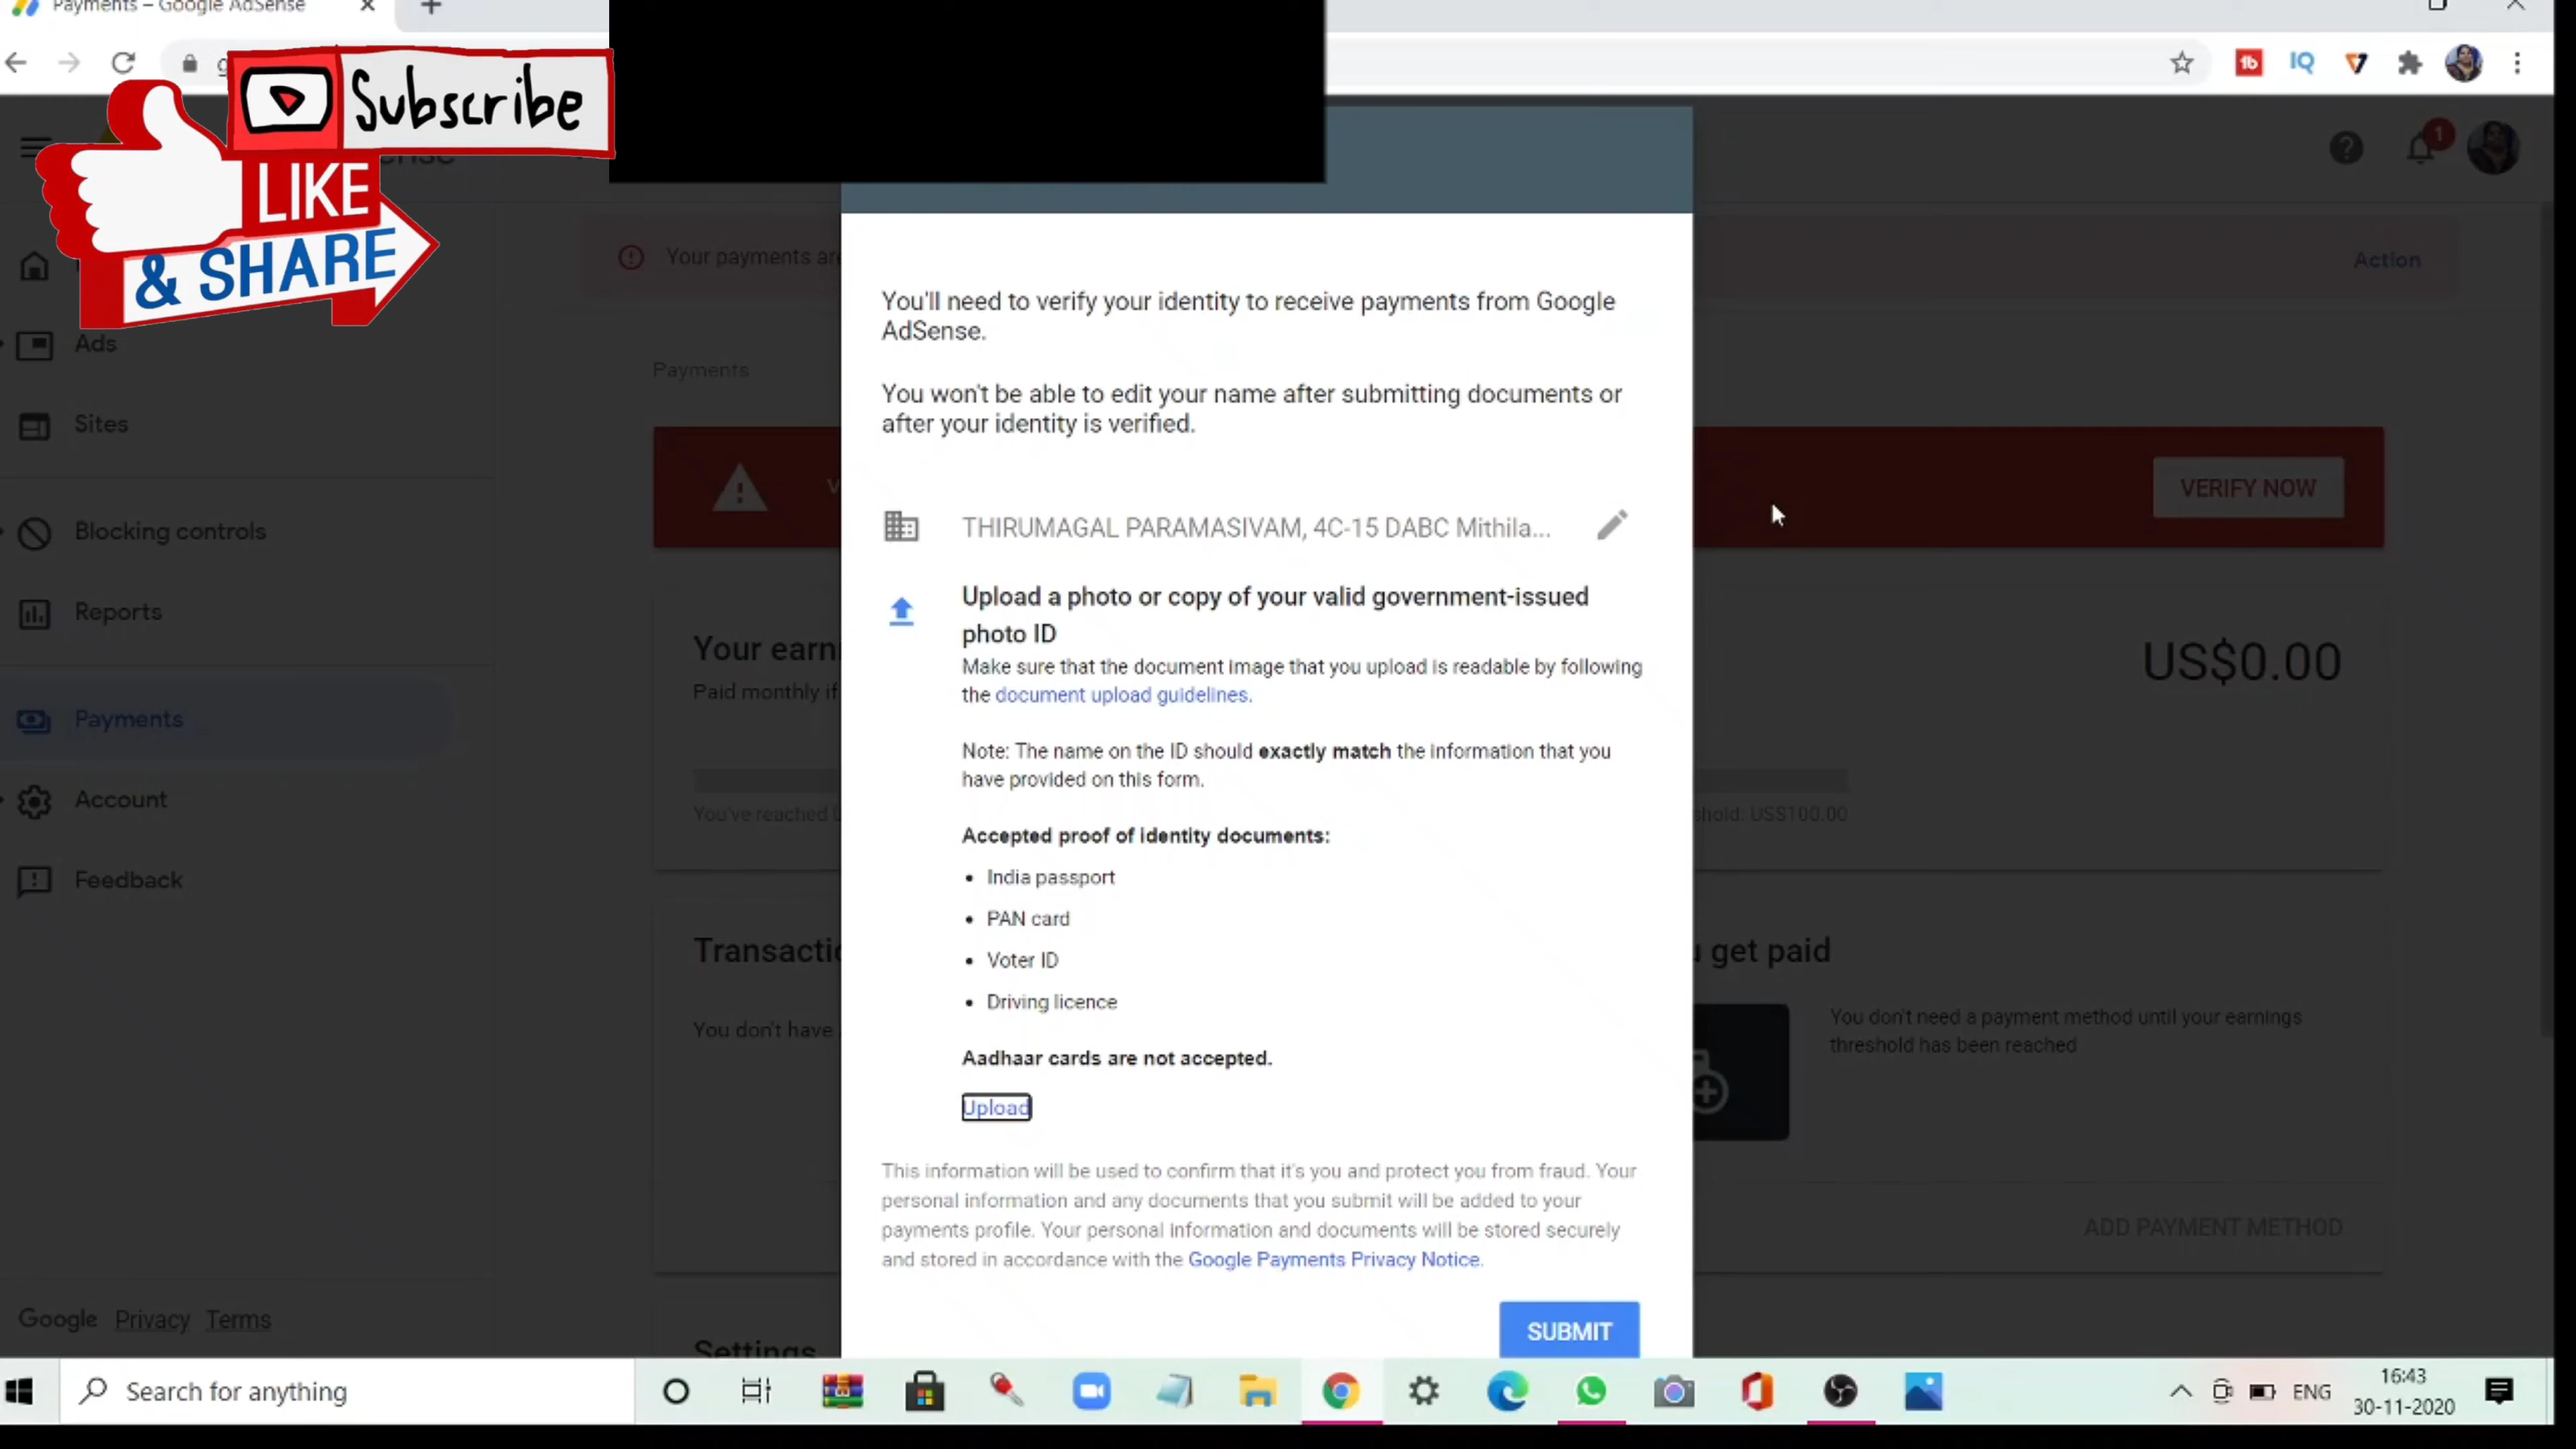 Payments – Google AdSense
Subscribe
LIKE
& SHARE
1
Your payments are
Action
Ads
Payments
Sites
VERIFY NOW
Blocking controls
Reports
Payments
Account
Feedback
You'll need to verify your identity to receive payments from Google
AdSense.
You won't be able to edit your name after submitting documents or
after your identity is verified.
THIRUMAGAL PARAMASIVAM, 4C-15 DABC Mithila...
Upload a photo or copy of your valid government-issued
photo ID
Make sure that the document image that you upload is readable by following
the document upload guidelines.
Note: The name on the ID should exactly match the information that you
have provided on this form.
Accepted proof of identity documents:
• India passport
• PAN card
• Voter ID
• Driving licence
Aadhaar cards are not accepted.
Upload
This information will be used to confirm that it's you and protect you from fraud. Your
personal information and any documents that you submit will be added to your
payments profile. Your personal information and documents will be stored securely
and stored in accordance with the Google Payments Privacy Notice.
SUBMIT
Your earni
US$0.00
Paid monthly if
You've reached
shold: US$100.00
Transactio
get paid
You don't have
You don't need a payment method until your earnings
threshold has been reached
ADD PAYMENT METHOD
Settings
Google Privacy Terms
Search for anything
ENG
16:43
30-11-2020